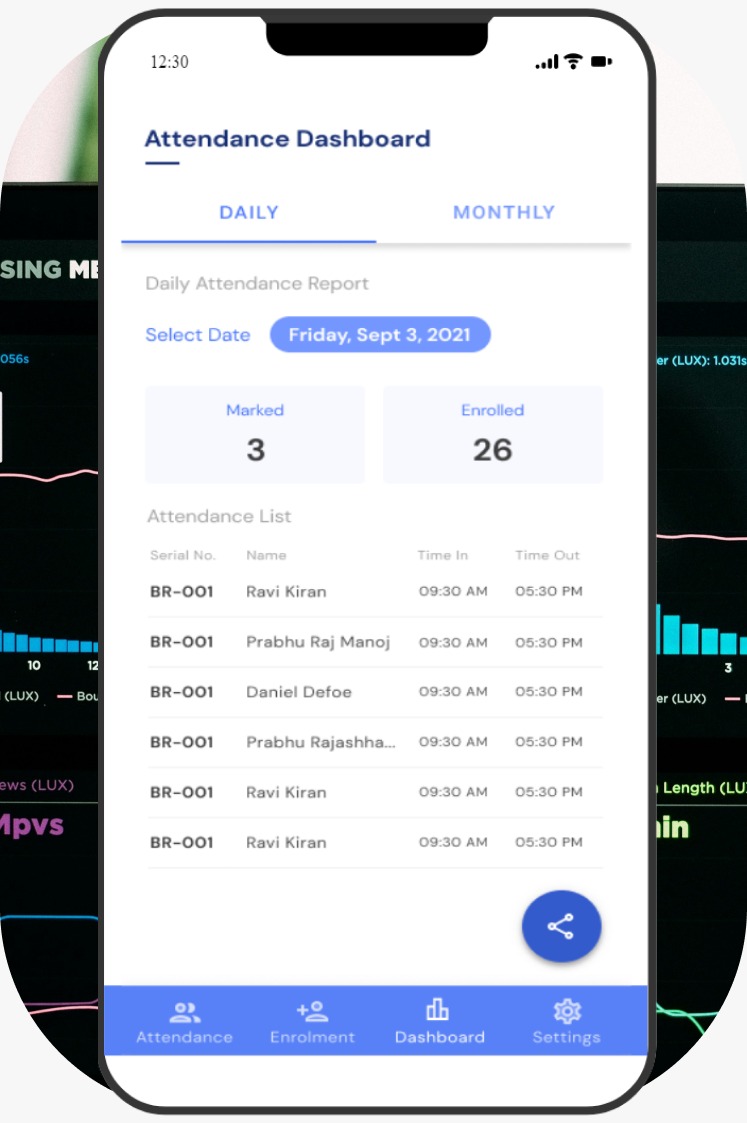 12:30
Attendance Dashboard
DAILY MONTHLY
Daily Attendance Report
Select Date Friday, Sept 3, 2021
Marked Enrolled
3 26
Attendance List
Serial No. Name Time In Time Out
BR-001 Ravi Kiran 09:30 AM 05:30 PM
BR-001 Prabhu Raj Manoj 09:30 AM 05:30 PM
BR-001 Daniel Defoe 09:30 AM 05:30 PM
BR-001 Prabhu Rajashha... 09:30 AM 05:30 PM
BR-001 Ravi Kiran 09:30 AM 05:30 PM
BR-001 Ravi Kiran 09:30 AM 05:30 PM
Attendance Enrolment Dashboard Settings
SING ME
056s
10 12
(LUX) Bou
ews (LUX)
Mpvs
er (LUX): 1.031s
3
er (LUX)
Length (LU
in